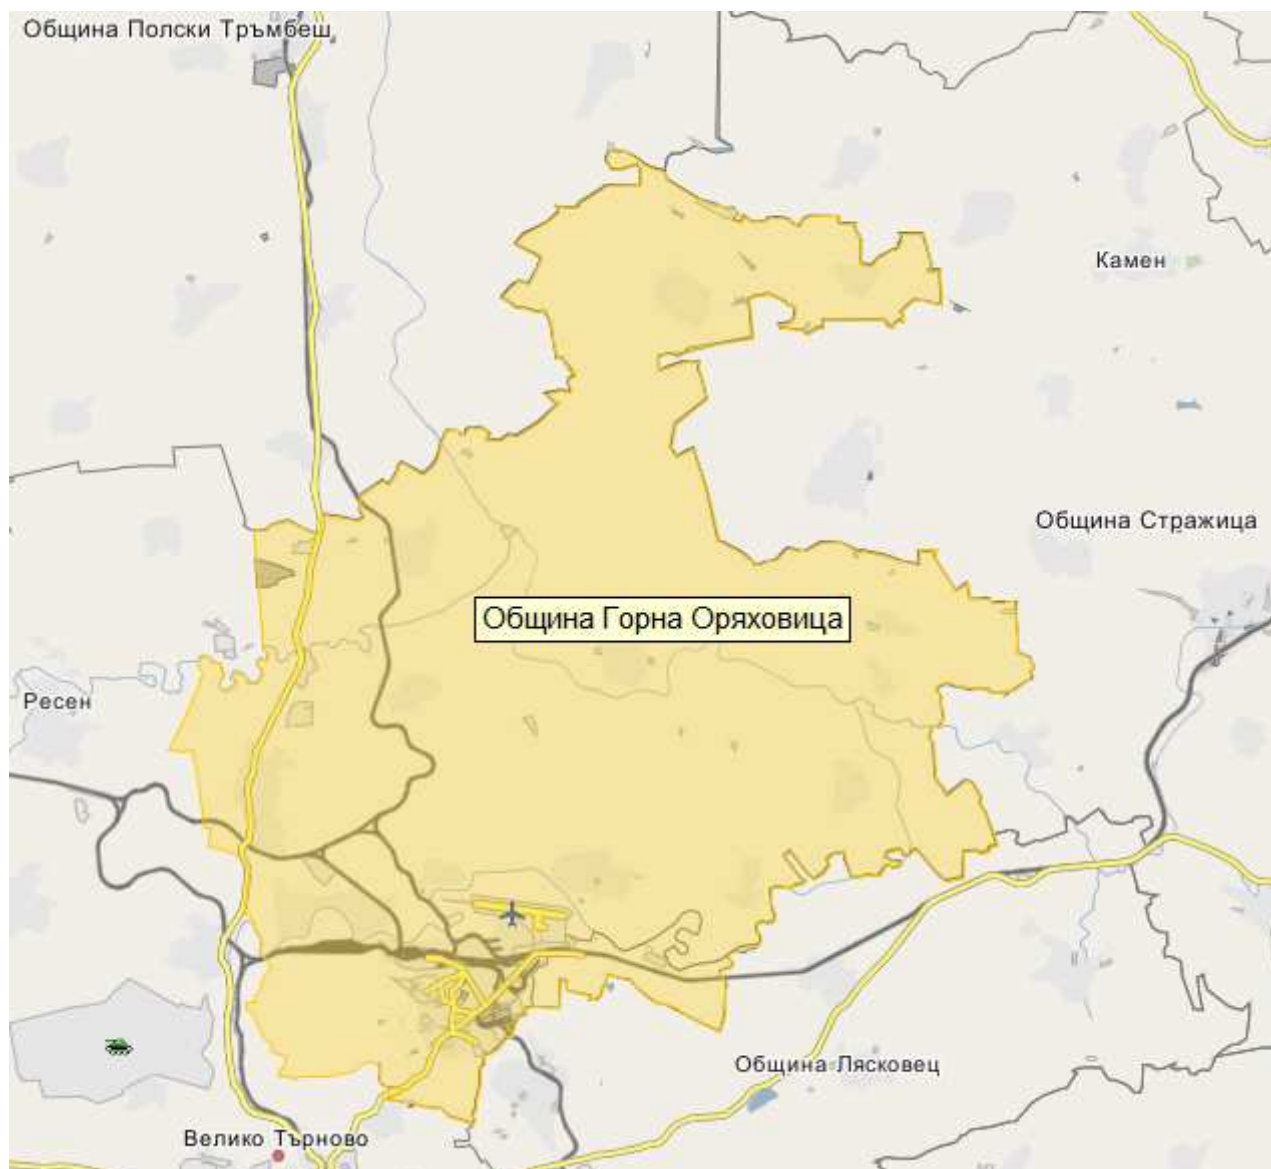 Община Полски Тръмбеш
Камен
Община Стражица
Община Горна Оряховица
Ресен
Община Лясковец
Велико Търново